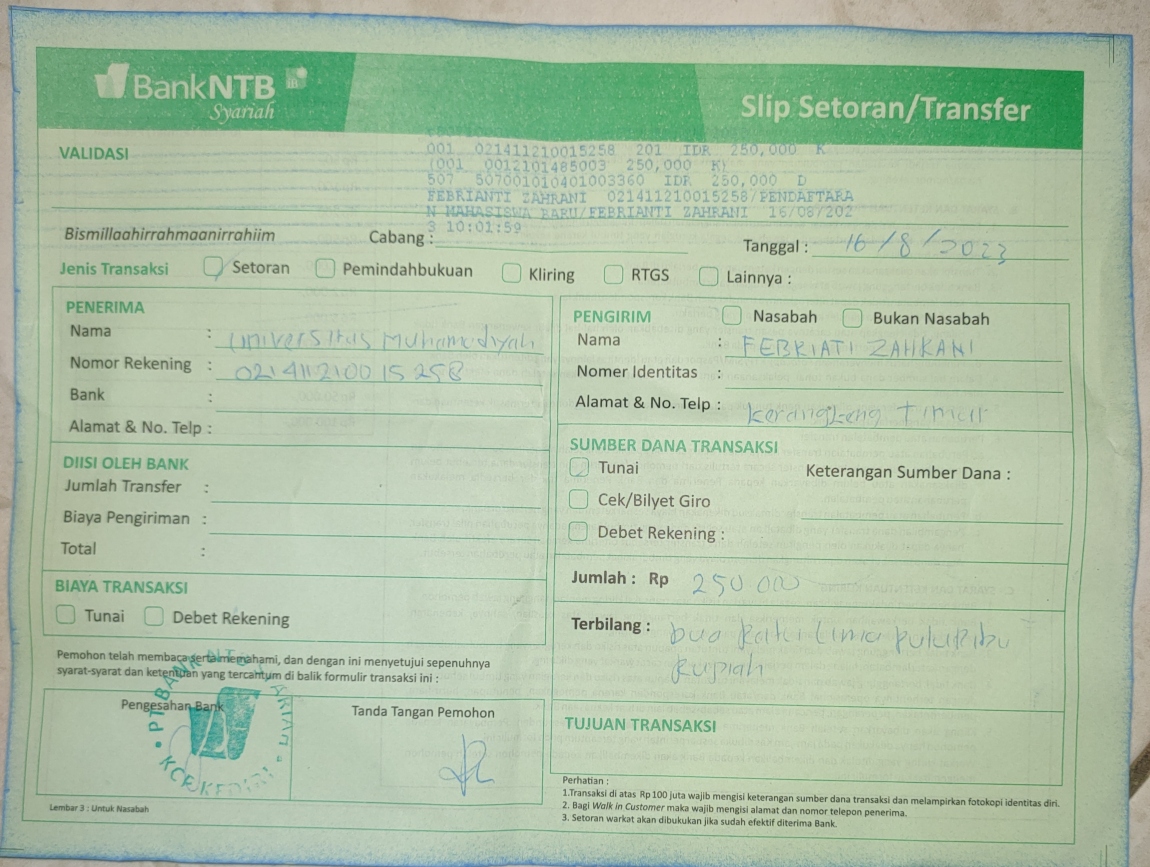 BankNTB
Syariah
Slip Setoran/Transfer
VALIDASI
001 021411210015258 201 IDR 250,000 K
(001 0012101485003 250,000 K)
507 507001010401003360 IDR 250,000 D
FEBRIANTI ZAHRANI 021411210015258/PENDAFTARA
N MAHASISWA BARU/FEBRIANTI ZAHRANI 16/08/202
3 10:01:59
Bismillaahirrahmaanirrahiim
Cabang :
Tanggal : 16/8/2023
Jenis Transaksi Setoran Pemindahbukuan Kliring RTGS Lainnya :
PENERIMA
Nama : Universitas Muhamadiyah
Nomor Rekening : 021411210015258
Bank :
Alamat & No. Telp :
DIISI OLEH BANK
Jumlah Transfer :
Biaya Pengiriman :
Total :
BIAYA TRANSAKSI
Tunai Debet Rekening
Pemohon telah membaca serta memahami, dan dengan ini menyetujui sepenuhnya
syarat-syarat dan ketentuan yang tercantum di balik formulir transaksi ini :
Pengesahan Bank
Tanda Tangan Pemohon
PT BANK NTB SYARIAH
KCP KEDIRI
Lembar 3 : Untuk Nasabah
PENGIRIM Nasabah Bukan Nasabah
Nama : FEBRIATI ZAHRANI
Nomer Identitas :
Alamat & No. Telp : Timur
SUMBER DANA TRANSAKSI
Tunai
Keterangan Sumber Dana :
Cek/Bilyet Giro
Debet Rekening :
Jumlah : Rp 250 000
Terbilang : Dua Ratu Lima Puluh ribu
Rupiah
TUJUAN TRANSAKSI
Perhatian :
1.Transaksi di atas Rp 100 juta wajib mengisi keterangan sumber dana transaksi dan melampirkan fotokopi identitas diri.
2. Bagi Walk in Customer maka wajib mengisi alamat dan nomor telepon penerima.
3. Setoran warkat akan dibukukan jika sudah efektif diterima Bank.